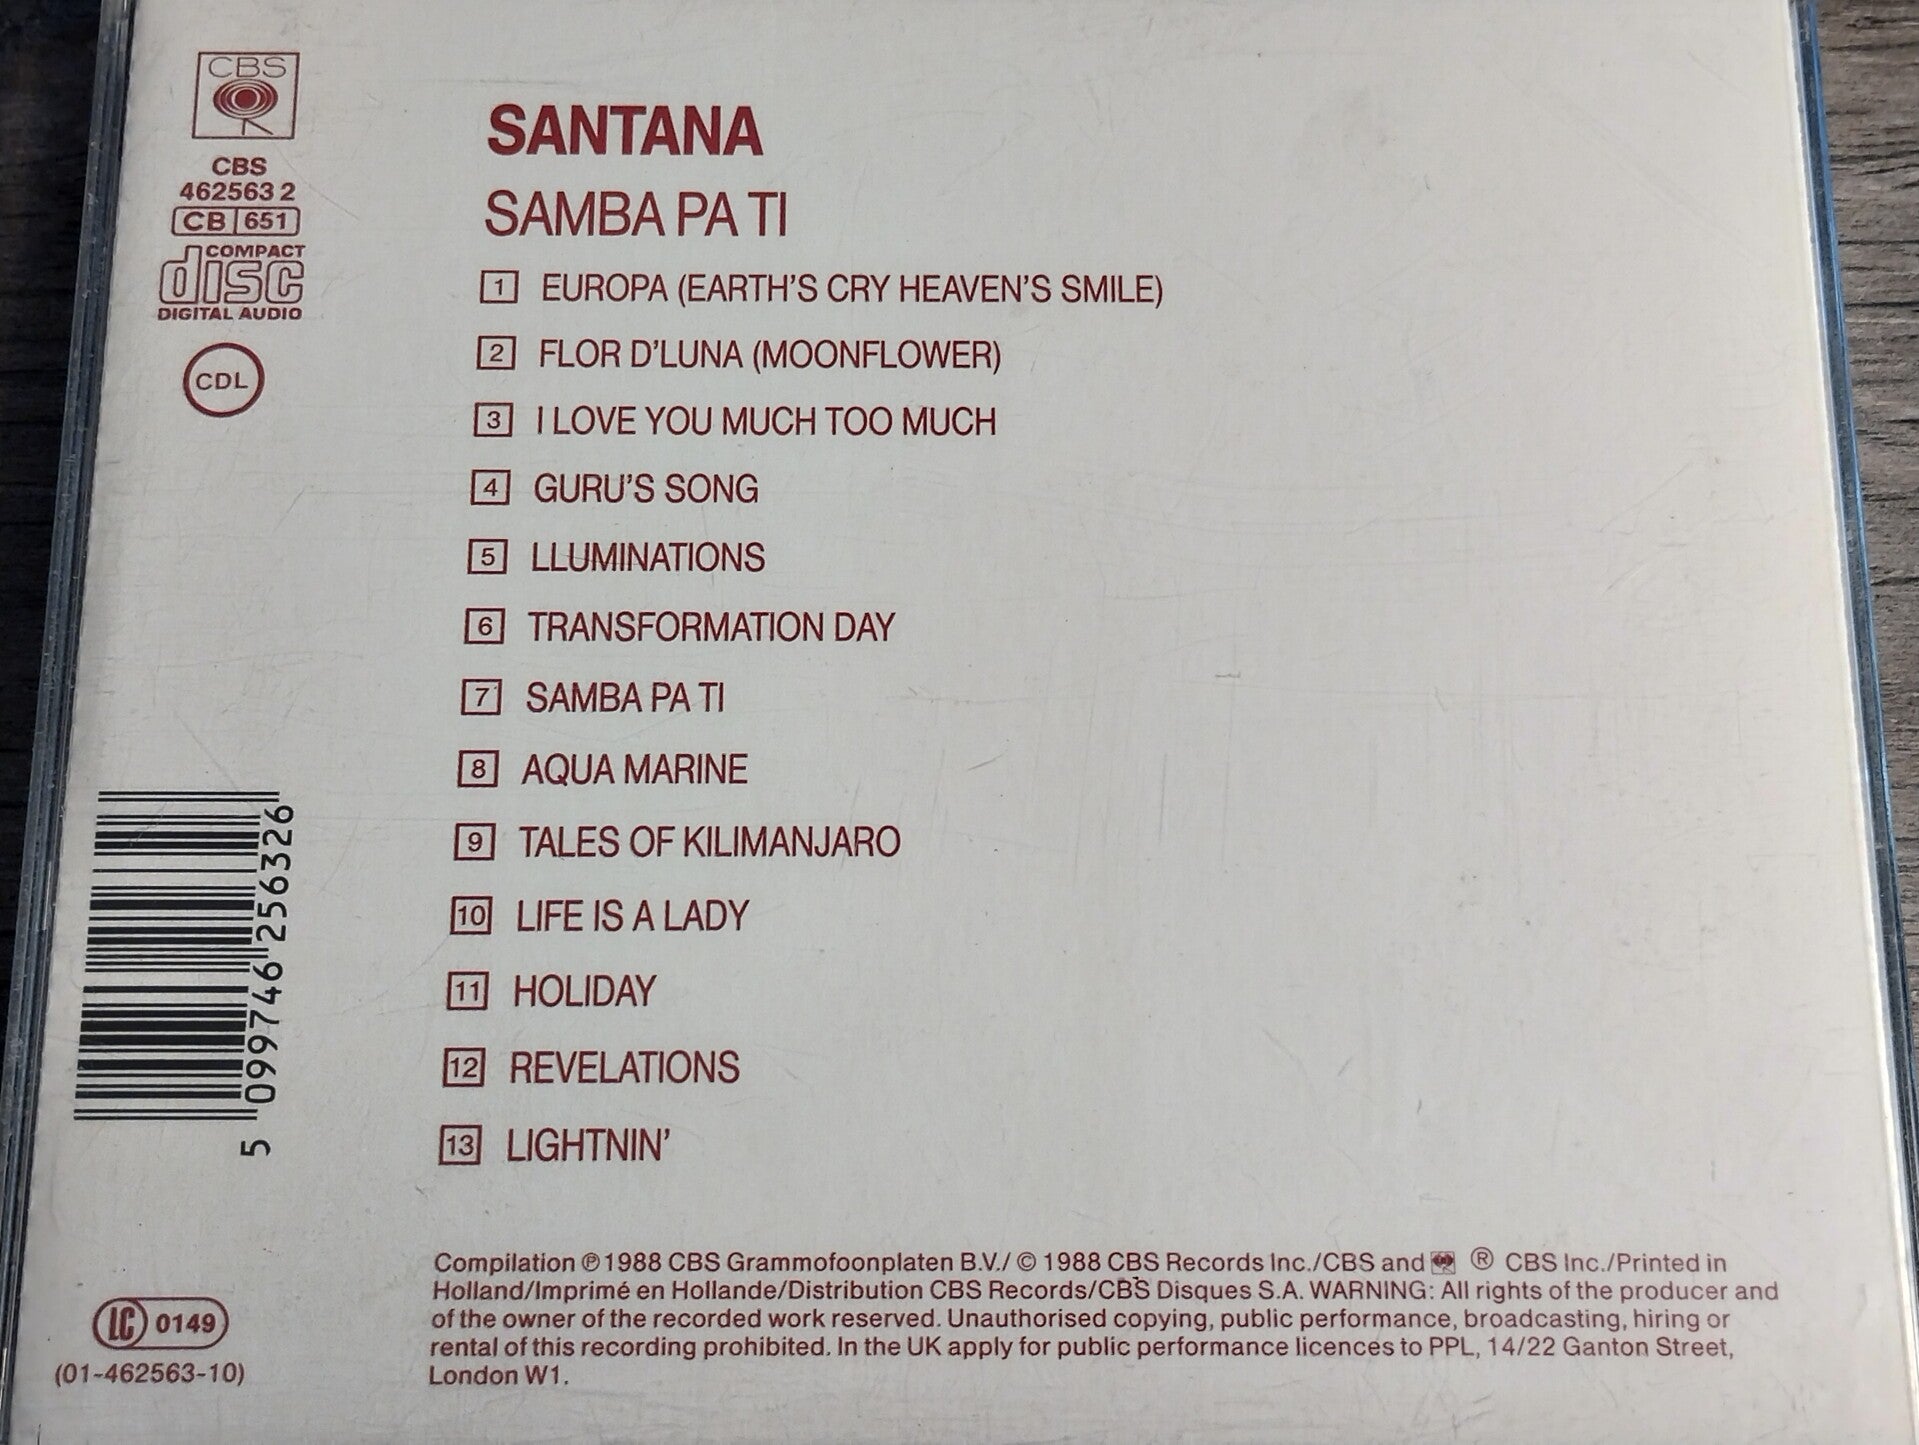 CBS
CBS
462563 2
CB 651
COMPACT
disc
DIGITAL AUDIO
CDL
SANTANA
SAMBA PA TI
1 EUROPA (EARTH'S CRY HEAVEN'S SMILE)
2 FLOR D'LUNA (MOONFLOWER)
3 I LOVE YOU MUCH TOO MUCH
4 GURU'S SONG
5 LLUMINATIONS
6 TRANSFORMATION DAY
7 SAMBA PA TI
8 AQUA MARINE
9 TALES OF KILIMANJARO
10 LIFE IS A LADY
11 HOLIDAY
12 REVELATIONS
13 LIGHTNIN'
5 099746 256326
LC 0149
(01-462563-10)
Compilation ℗ 1988 CBS Grammofoonplaten B.V./ © 1988 CBS Records Inc./CBS and ® CBS Inc./Printed in
Holland/Imprimé en Hollande/Distribution CBS Records/CBS Disques S.A. WARNING: All rights of the producer and
of the owner of the recorded work reserved. Unauthorised copying, public performance, broadcasting, hiring or
rental of this recording prohibited. In the UK apply for public performance licences to PPL, 14/22 Ganton Street,
London W1.